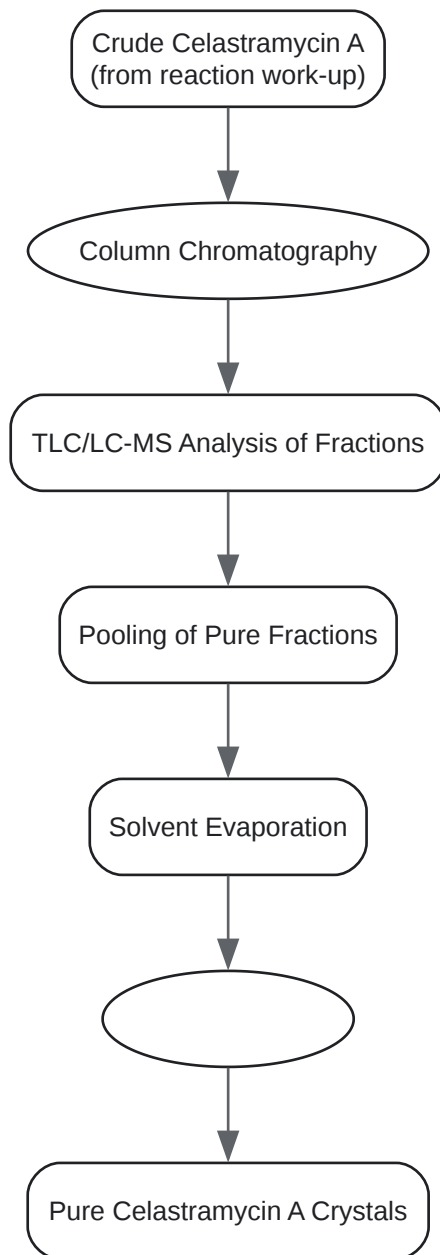 Crude Celastramycin A
(from reaction work-up)
Column Chromatography
TLC/LC-MS Analysis of Fractions
Pooling of Pure Fractions
Solvent Evaporation
Pure Celastramycin A Crystals